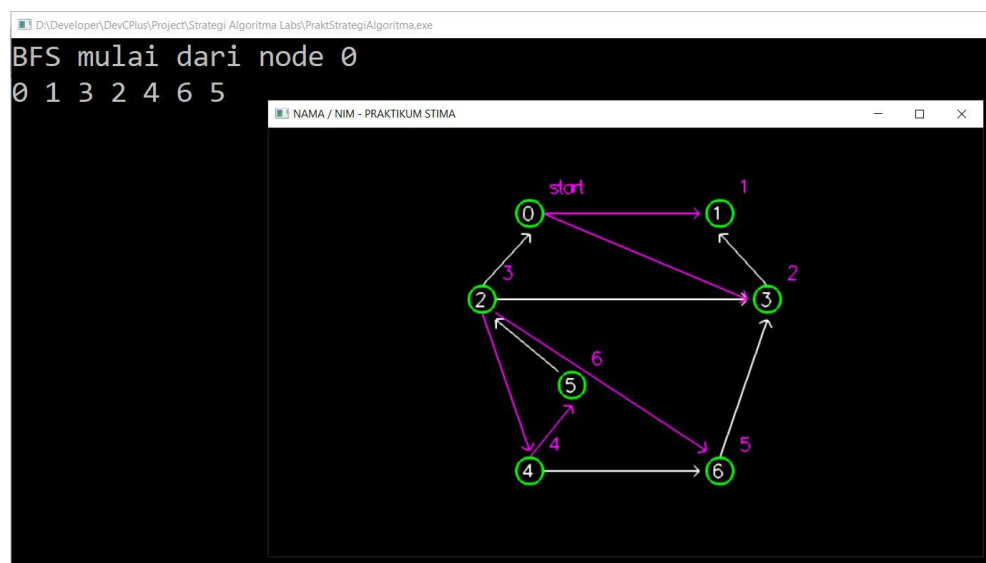 D:\Developer\DevCPlus\Project\Strategi Algoritma Labs\PraktStrategiAlgoritma.exe
BFS mulai dari node 0
0 1 3 2 4 6 5
NAMA / NIM - PRAKTIKUM STIMA
start
1
0
1
3
2
2
3
6
5
4
5
4
6